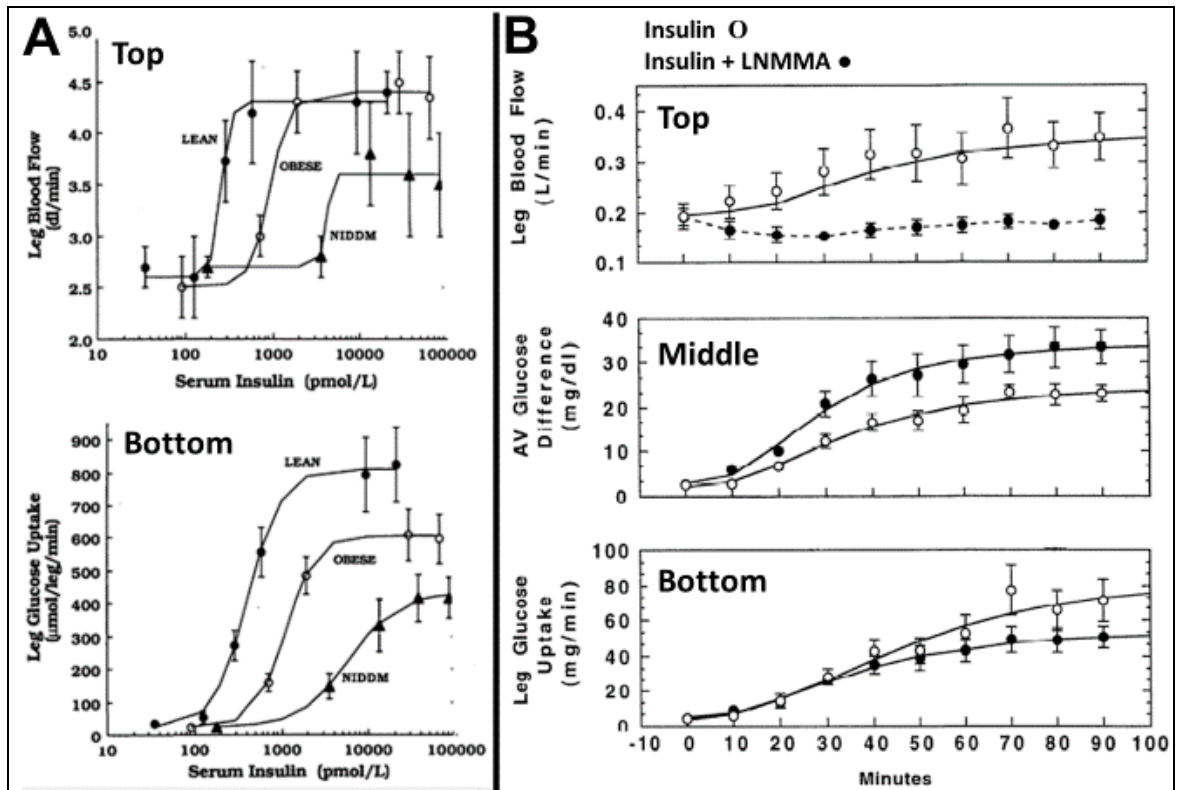 A
Top
Leg Blood Flow
(dl/min)
5.0
4.5
4.0
3.5
3.0
2.5
2.0
LEAN
OBESE
NIDDM
10 100 1000 10000 100000
Serum Insulin (pmol/L)
Bottom
Leg Glucose Uptake
(μmol/leg/min)
900
800
700
600
500
400
300
200
100
0
LEAN
OBESE
NIDDM
10 100 1000 10000 100000
Serum Insulin (pmol/L)
B
Insulin O
Insulin + LNMMA ●
Top
Leg Blood Flow
(L/min)
0.4
0.3
0.2
0.1
Middle
AV Glucose
Difference
(mg/dl)
40
30
20
10
0
Bottom
Leg Glucose
Uptake
(mg/min)
100
80
60
40
20
0
-10 0 10 20 30 40 50 60 70 80 90 100
Minutes